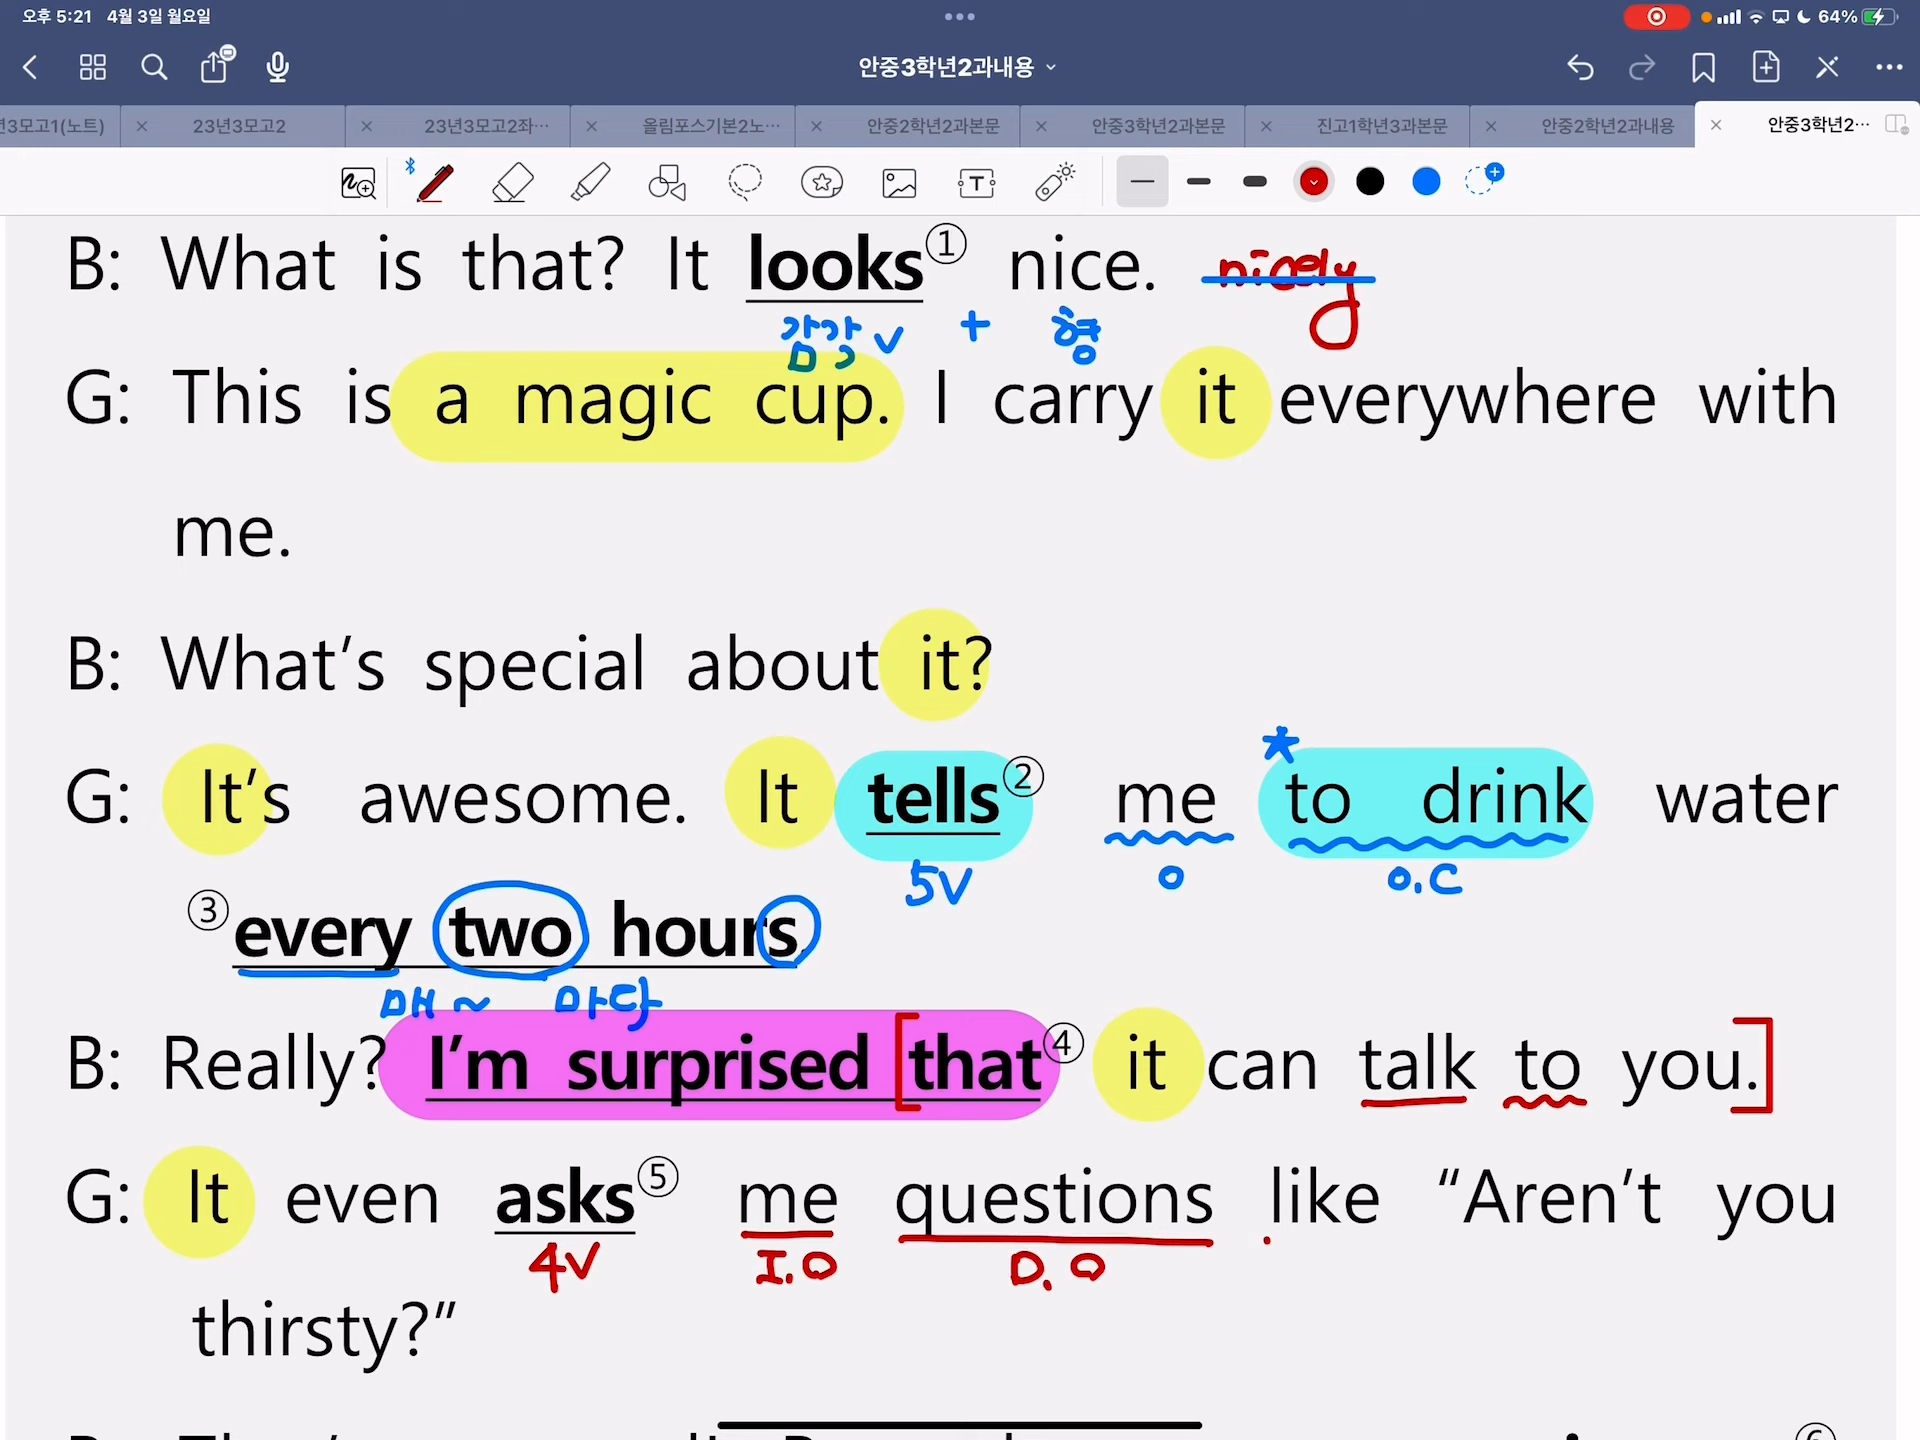 오후 5:21 4월 3일 월요일 64%
안중3학년2과내용
년3모고1(노트) 23년3모고2 23년3모고2좌… 올림포스기본2노… 안중2학년2과본문 안중3학년2과본문 진고1학년3과본문 안중2학년2과내용 안중3학년2…
B: What is that? It looks① nice. nicely
감각 v + 형
G: This is a magic cup. I carry it everywhere with
me.
B: What's special about it?
*
G: It's awesome. It tells② me to drink water
5V o o.c
③every two hours.
매~ 마다
B: Really? I'm surprised [that④ it can talk to you.]
G: It even asks⑤ me questions like “Aren't you
4V I.O D.O
thirsty?”